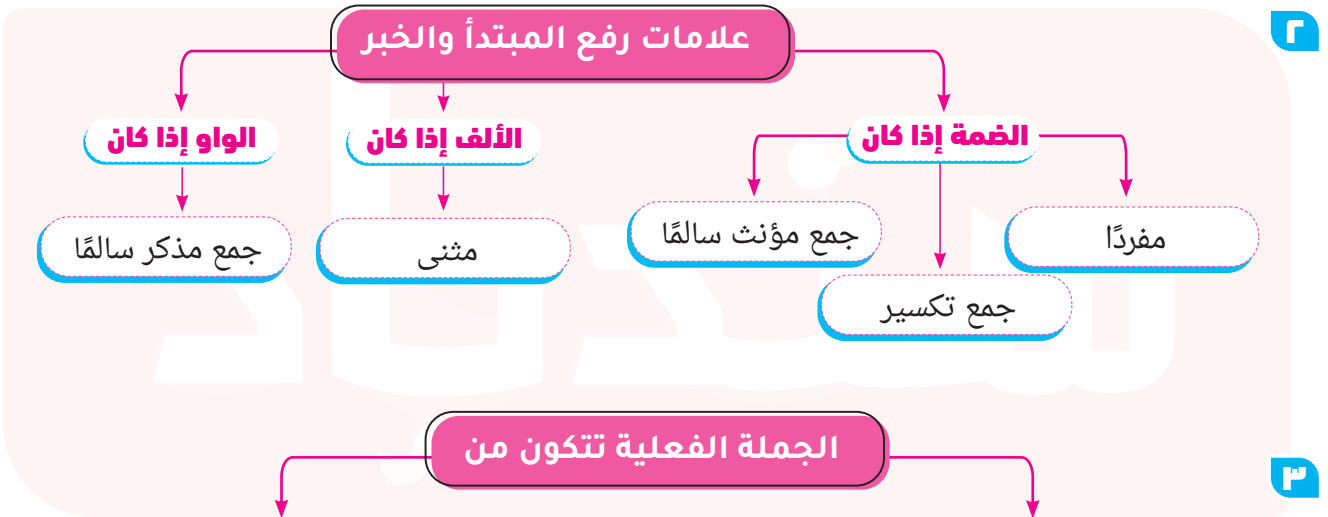 ٢
علامات رفع المبتدأ والخبر
الضمة إذا كان
الألف إذا كان
الواو إذا كان
مفردًا
جمع مؤنث سالمًا
مثنى
جمع مذكر سالمًا
جمع تكسير
سندباد
٣
الجملة الفعلية تتكون من